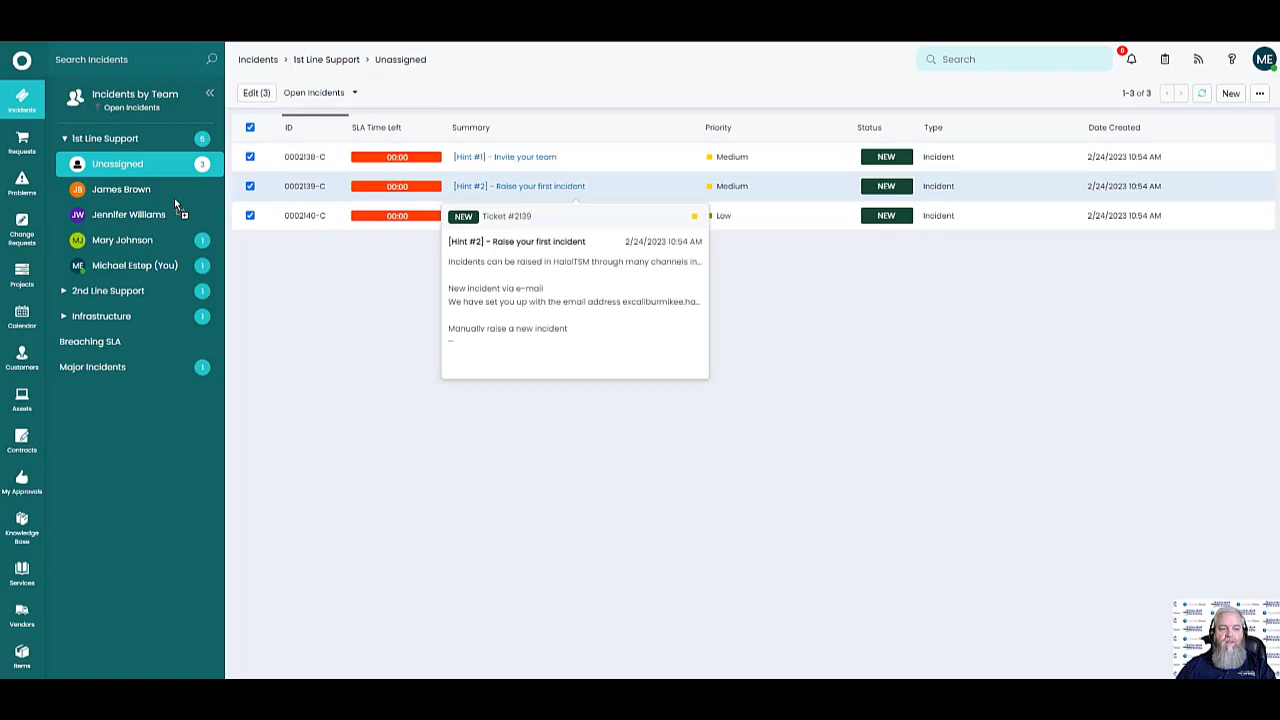 Search Incidents
Incidents > 1st Line Support > Unassigned
Search
8
ME
Incidents by Team
Open Incidents
Edit (3)
Open Incidents
1-3 of 3
New
Incidents
Requests
Problems
Change
Requests
Projects
Calendar
Customers
Assets
Contracts
My Approvals
Knowledge
Base
Services
Vendors
Items
1st Line Support 6
Unassigned 3
JB James Brown
JW Jennifer Williams
MJ Mary Johnson 1
ME Michael Estep (You) 1
2nd Line Support 1
Infrastructure 1
Breaching SLA
Major Incidents 1
ID SLA Time Left Summary Priority Status Type Date Created
0002138-C 00:00 [Hint #1] - Invite your team Medium NEW Incident 2/24/2023 10:54 AM
0002139-C 00:00 [Hint #2] - Raise your first incident Medium NEW Incident 2/24/2023 10:54 AM
0002140-C 00:00 Low NEW Incident 2/24/2023 10:54 AM
NEW Ticket #2139
[Hint #2] - Raise your first incident 2/24/2023 10:54 AM
Incidents can be raised in HaloITSM through many channels in...
New incident via e-mail
We have set you up with the email address excaliburmikee.ha...
Manually raise a new incident
...